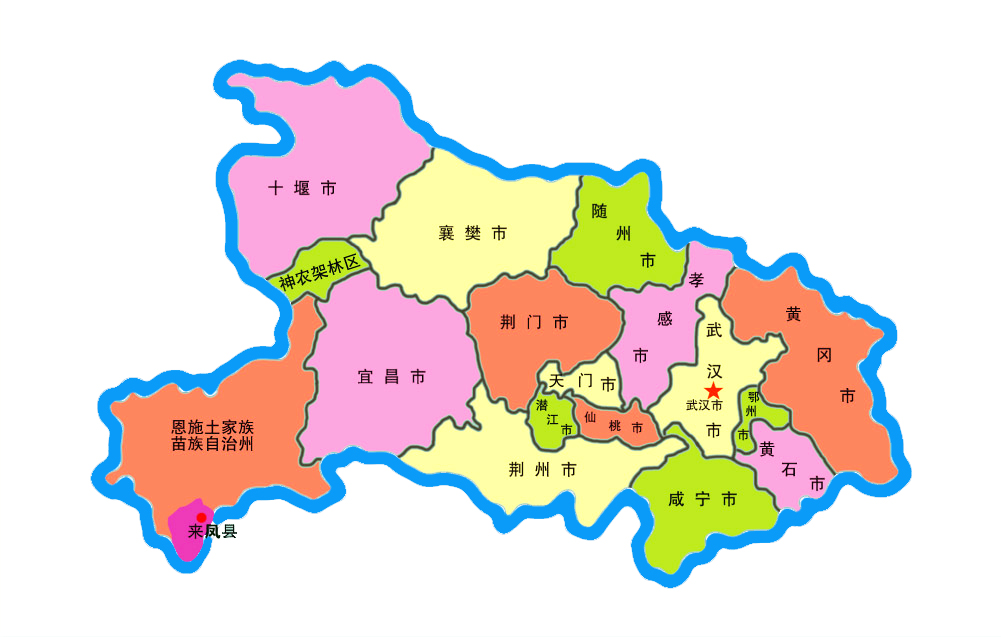 十堰市
襄樊市
随州市
神农架林区
孝感市
黄冈市
荆门市
武汉市
宜昌市
天门市
武汉市
鄂州市
潜江市
仙桃市
恩施土家族
苗族自治州
荆州市
黄石市
咸宁市
来凤县